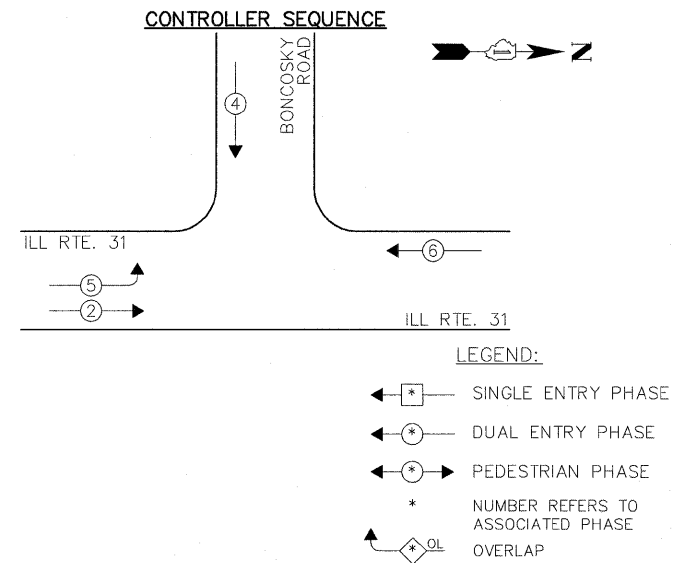 CONTROLLER SEQUENCE
BONCOSKY
ROAD
N
4
ILL RTE. 31
6
5
2
ILL RTE. 31
LEGEND:
* SINGLE ENTRY PHASE
* DUAL ENTRY PHASE
* PEDESTRIAN PHASE
* NUMBER REFERS TO
ASSOCIATED PHASE
* OL OVERLAP